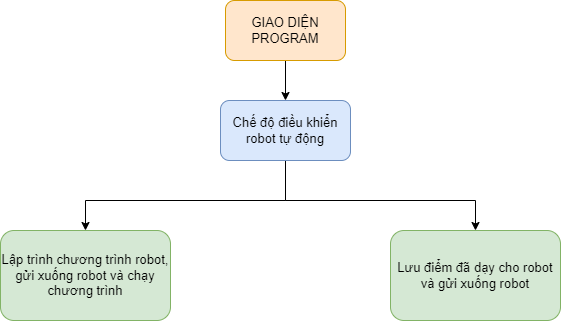 GIAO DIỆN
PROGRAM
Chế độ điều khiển
robot tự động
Lập trình chương trình robot,
gửi xuống robot và chạy
chương trình
Lưu điểm đã dạy cho robot
và gửi xuống robot